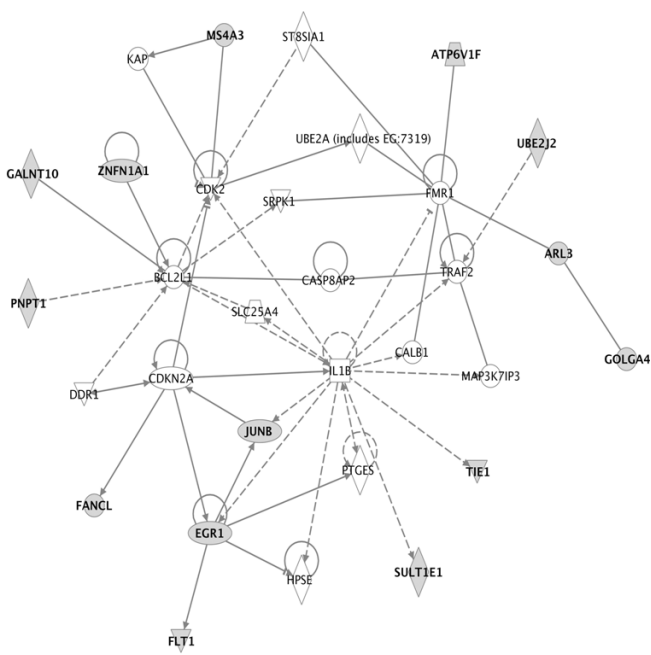 MS4A3
ST8SIA1
KAP
ATP6V1F
UBE2A (includes EG:7319)
UBE2J2
ZNFN1A1
GALNT10
CDK2
FMR1
SRPK1
ARL3
TRAF2
BCL2L1
CASP8AP2
PNPT1
SLC25A4
CALB1
GOLGA4
IL1B
MAP3K7IP3
CDKN2A
DDR1
JUNB
PTGES
TIE1
FANCL
EGR1
SULT1E1
HPSE
FLT1